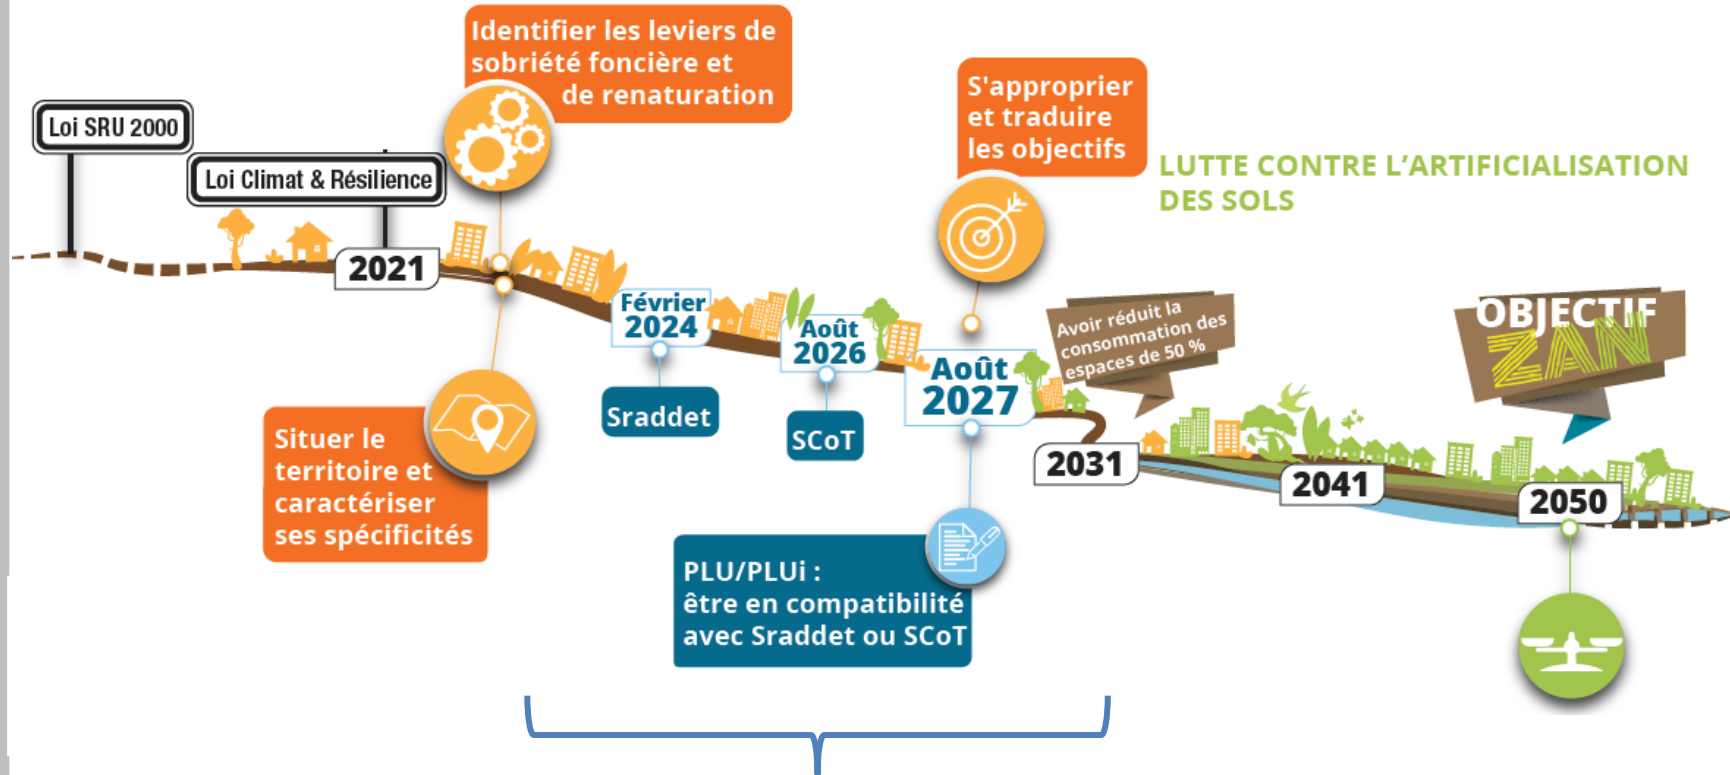 Identifier les leviers de
sobriété foncière et
de renaturation
Loi SRU 2000
Loi Climat & Résilience
S'approprier
et traduire
les objectifs
LUTTE CONTRE L'ARTIFICIALISATION
DES SOLS
2021
Février
2024
Août
2026
Août
2027
Avoir réduit la
consommation des
espaces de 50 %
OBJECTIF
ZAN
Sraddet
SCoT
Situer le
territoire et
caractériser
ses spécificités
2031
2041
2050
PLU/PLUi :
être en compatibilité
avec Sraddet ou SCoT